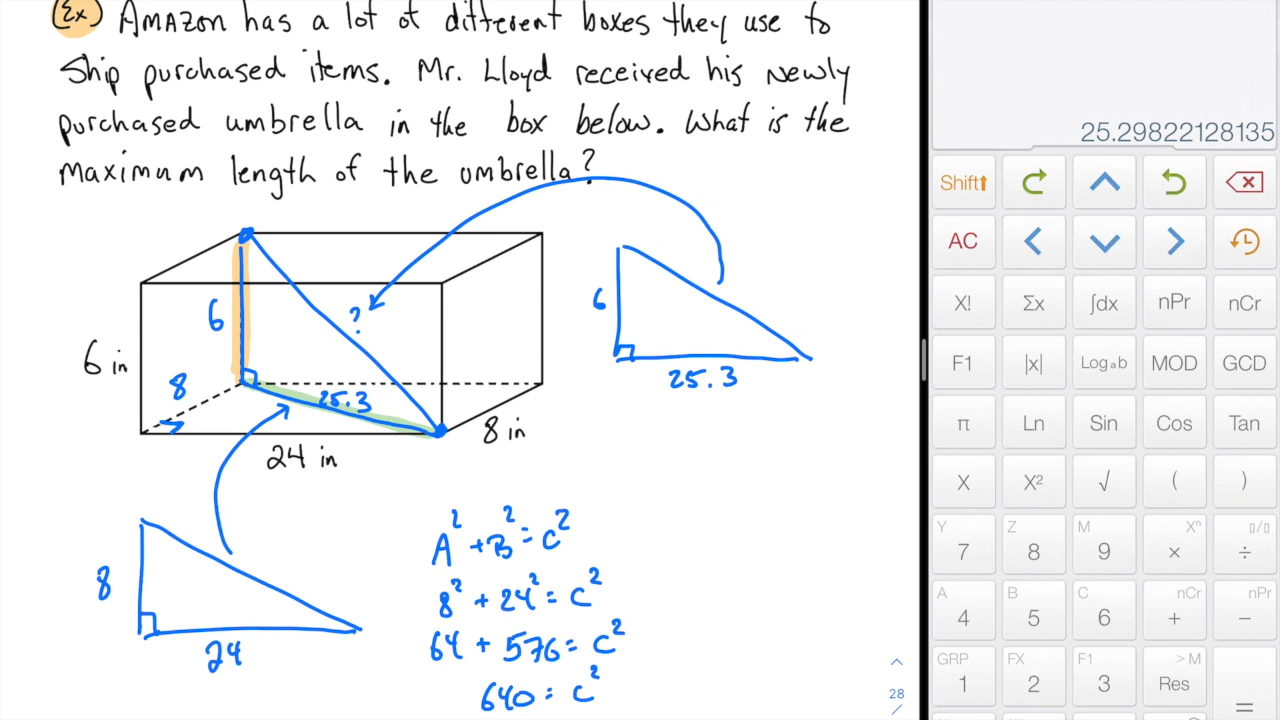 (Ex) Amazon has a lot of different boxes they use to
ship purchased items. Mr. Lloyd received his newly
purchased umbrella in the box below. What is the
maximum length of the umbrella?
6
?
6 in
8
25.3
24 in
8 in
6
25.3
8
24
A² + B² = C²
8² + 24² = C²
64 + 576 = C²
640 = C²
28
25.29822128135
Shift
AC
X! Σx ∫dx nPr nCr
F1 |x| Log a b MOD GCD
π Ln Sin Cos Tan
X X² √ ( )
Y Z M Xⁿ
7 8 9 × ÷
A B C nCr nPr
4 5 6 + −
GRP FX F1 > M
1 2 3 Res =